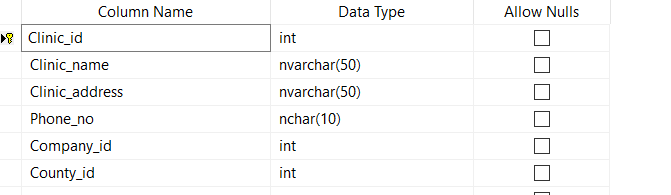 Column Name Data Type Allow Nulls
Clinic_id int
Clinic_name nvarchar(50)
Clinic_address nvarchar(50)
Phone_no nchar(10)
Company_id int
County_id int